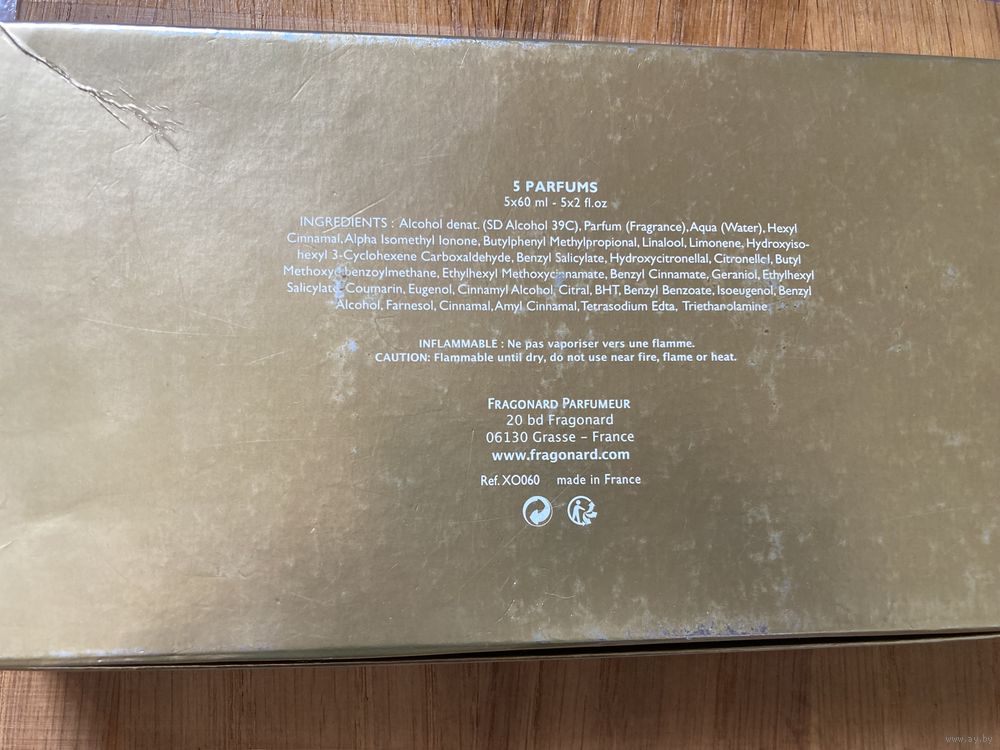 5 PARFUMS
5x60 ml - 5x2 fl.oz
INGREDIENTS : Alcohol denat. (SD Alcohol 39C), Parfum (Fragrance), Aqua (Water), Hexyl
Cinnamal, Alpha Isomethyl Ionone, Butylphenyl Methylpropional, Linalool, Limonene, Hydroxyiso-
hexyl 3-Cyclohexene Carboxaldehyde, Benzyl Salicylate, Hydroxycitronellal, Citronellol, Butyl
Methoxydibenzoylmethane, Ethylhexyl Methoxycinnamate, Benzyl Cinnamate, Geraniol, Ethylhexyl
Salicylate, Coumarin, Eugenol, Cinnamyl Alcohol, Citral, BHT, Benzyl Benzoate, Isoeugenol, Benzyl
Alcohol, Farnesol, Cinnamal, Amyl Cinnamal, Tetrasodium Edta, Triethanolamine
INFLAMMABLE : Ne pas vaporiser vers une flamme.
CAUTION: Flammable until dry, do not use near fire, flame or heat.
FRAGONARD PARFUMEUR
20 bd Fragonard
06130 Grasse – France
www.fragonard.com
Ref. XO060 made in France
www.ay.by